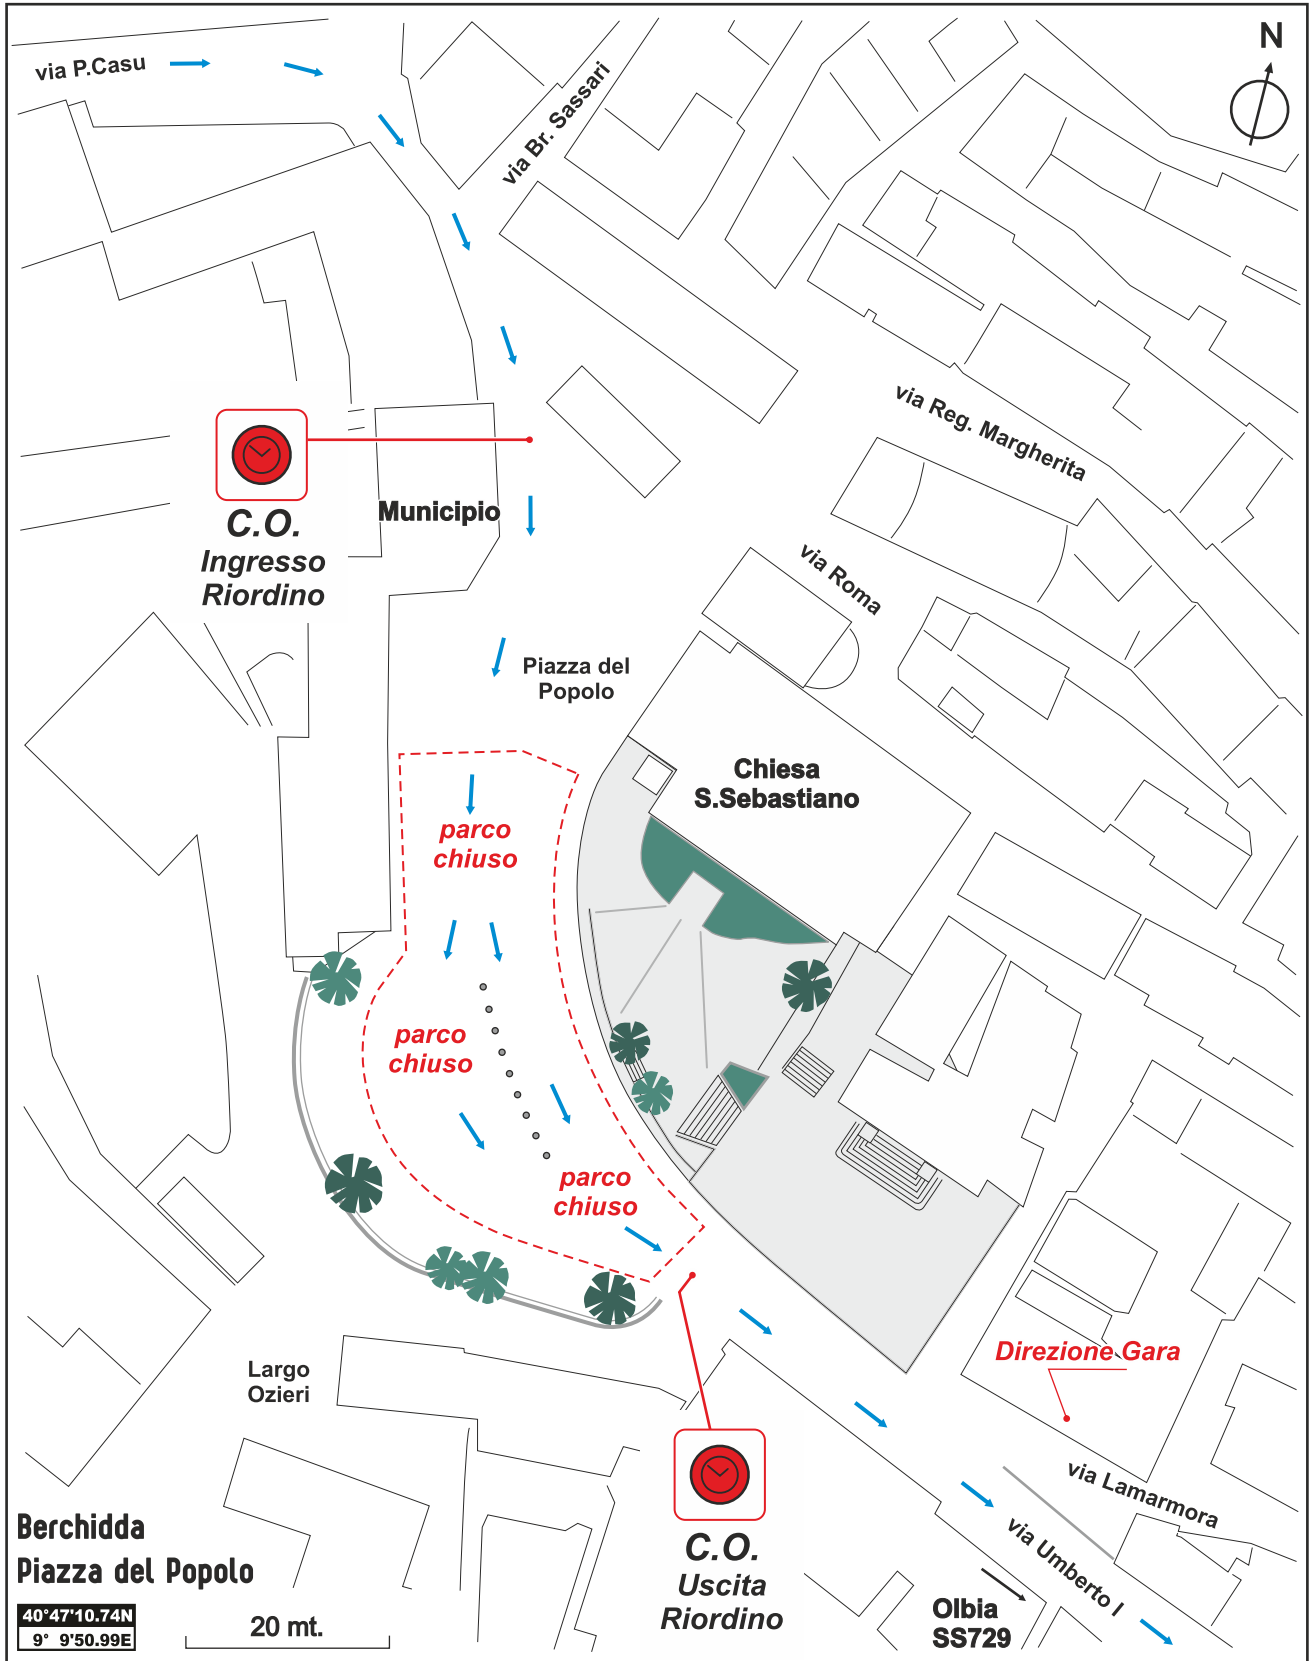 N
via P.Casu
via Br. Sassari
via Reg. Margherita
C.O.
Ingresso
Riordino
Municipio
via Roma
Piazza del
Popolo
Chiesa
S.Sebastiano
parco
chiuso
parco
chiuso
parco
chiuso
Direzione Gara
Largo
Ozieri
via Lamarmora
via Umberto I
C.O.
Uscita
Riordino
Olbia
SS729
Berchidda
Piazza del Popolo
40°47'10.74N
9° 9'50.99E
20 mt.